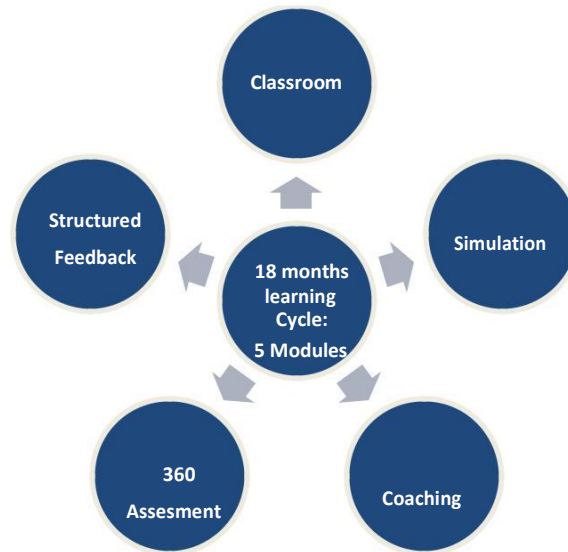 Classroom
Structured
Feedback
Simulation
18 months
learning
Cycle:
5 Modules
360
Assesment
Coaching